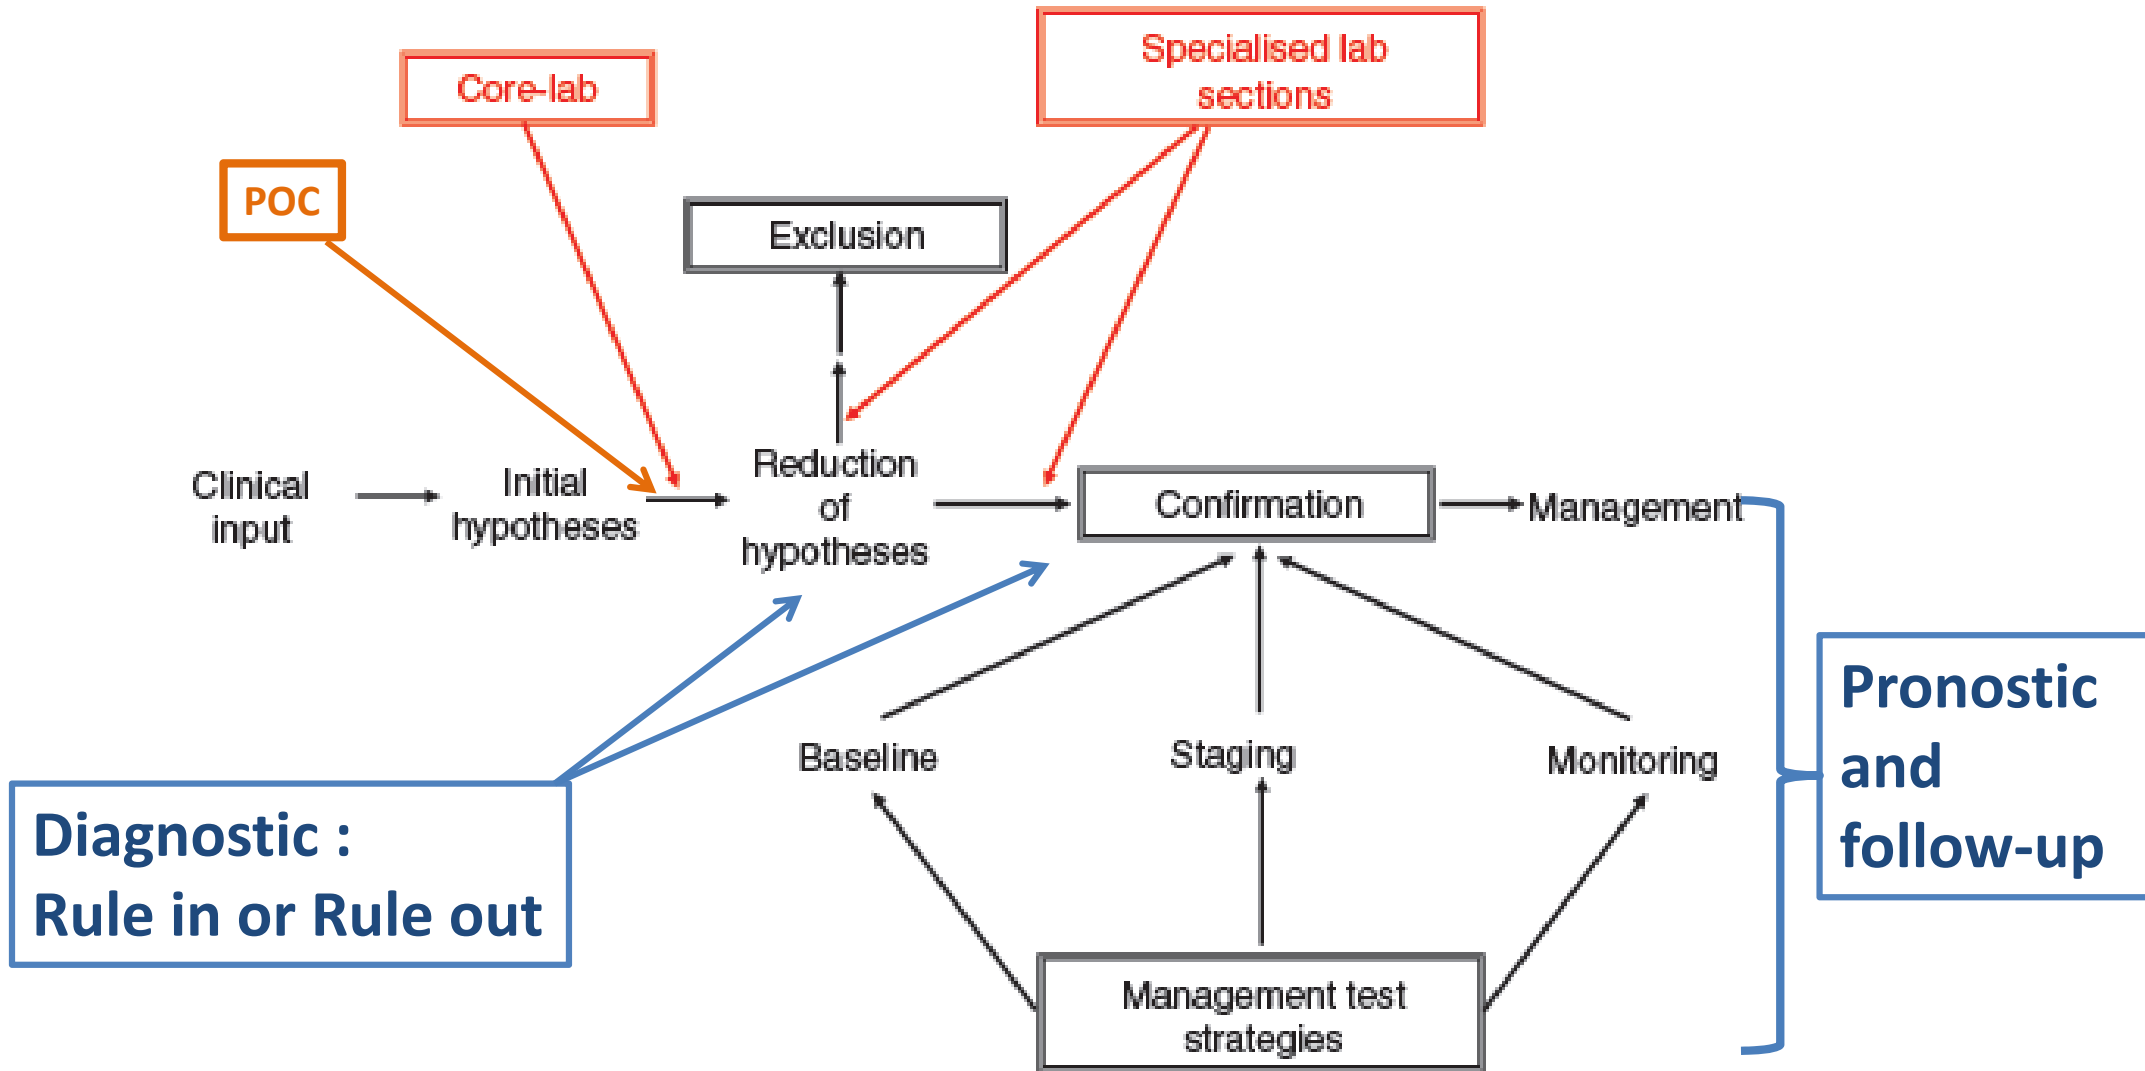 Specialised lab
sections
Core-lab
POC
Exclusion
Clinical
input
Initial
hypotheses
Reduction
of
hypotheses
Confirmation
Management
Pronostic
and
follow-up
Baseline
Staging
Monitoring
Diagnostic :
Rule in or Rule out
Management test
strategies